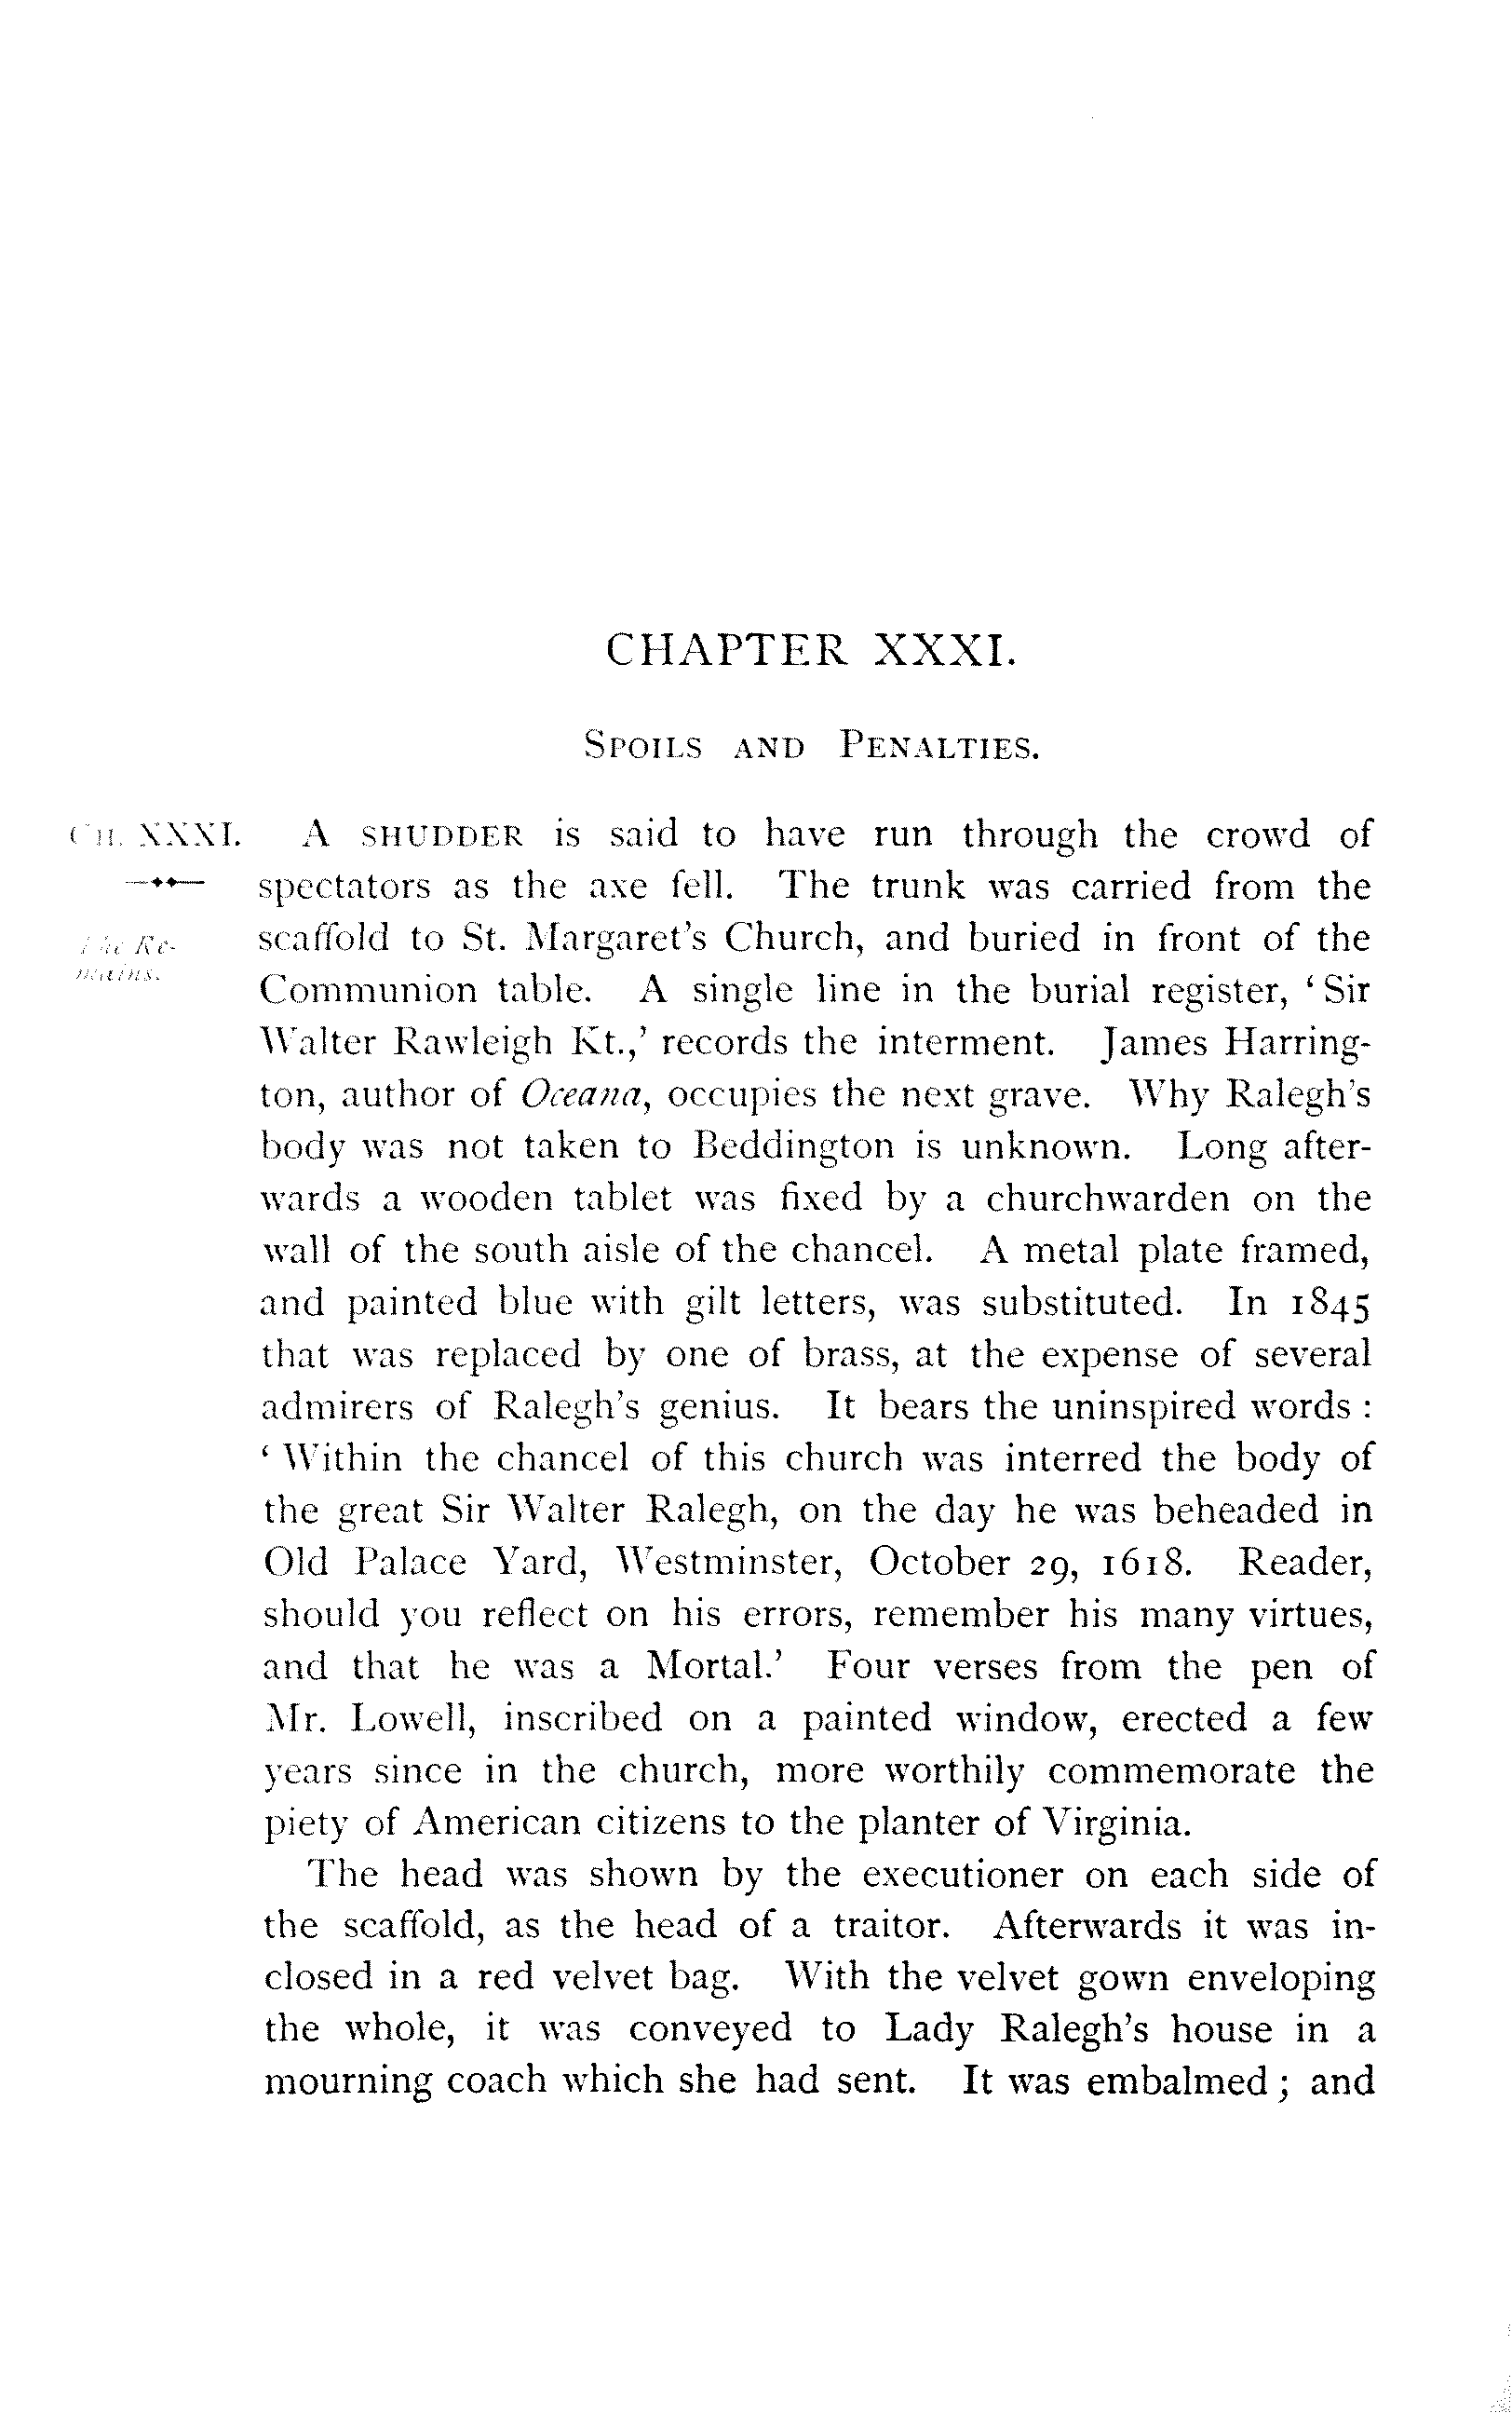 CHAPTER XXXI.
SPOILS AND PENALTIES.
CH. XXXI.
The Re-
mains.
A SHUDDER is said to have run through the crowd of
spectators as the axe fell. The trunk was carried from the
scaffold to St. Margaret's Church, and buried in front of the
Communion table. A single line in the burial register, ‘Sir
Walter Rawleigh Kt.,’ records the interment. James Harring-
ton, author of Oceana, occupies the next grave. Why Ralegh's
body was not taken to Beddington is unknown. Long after-
wards a wooden tablet was fixed by a churchwarden on the
wall of the south aisle of the chancel. A metal plate framed,
and painted blue with gilt letters, was substituted. In 1845
that was replaced by one of brass, at the expense of several
admirers of Ralegh's genius. It bears the uninspired words :
‘Within the chancel of this church was interred the body of
the great Sir Walter Ralegh, on the day he was beheaded in
Old Palace Yard, Westminster, October 29, 1618. Reader,
should you reflect on his errors, remember his many virtues,
and that he was a Mortal.’ Four verses from the pen of
Mr. Lowell, inscribed on a painted window, erected a few
years since in the church, more worthily commemorate the
piety of American citizens to the planter of Virginia.
The head was shown by the executioner on each side of
the scaffold, as the head of a traitor. Afterwards it was in-
closed in a red velvet bag. With the velvet gown enveloping
the whole, it was conveyed to Lady Ralegh's house in a
mourning coach which she had sent. It was embalmed ; and